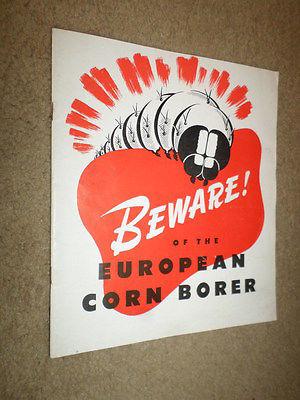 BEWARE!
OF THE
EUROPEAN
CORN BORER